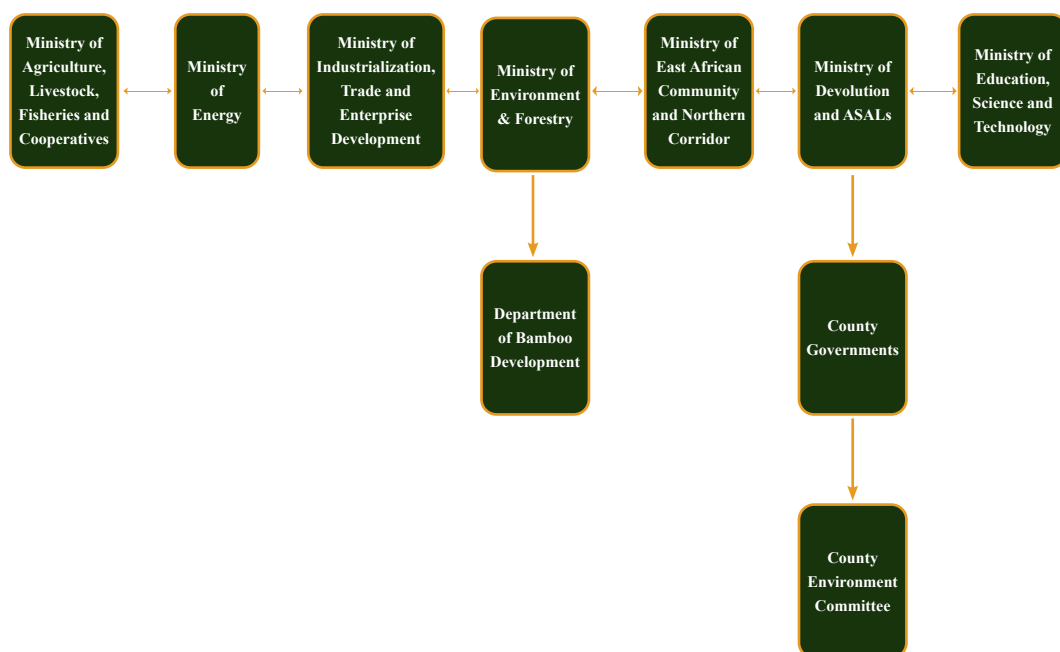 Ministry of
Agriculture,
Livestock,
Fisheries and
Cooperatives
Ministry
of
Energy
Ministry of
Industrialization,
Trade and
Enterprise
Development
Ministry of
Environment
& Forestry
Ministry of
East African
Community
and Northern
Corridor
Ministry of
Devolution
and ASALs
Ministry of
Education,
Science and
Technology
Department
of Bamboo
Development
County
Governments
County
Environment
Committee